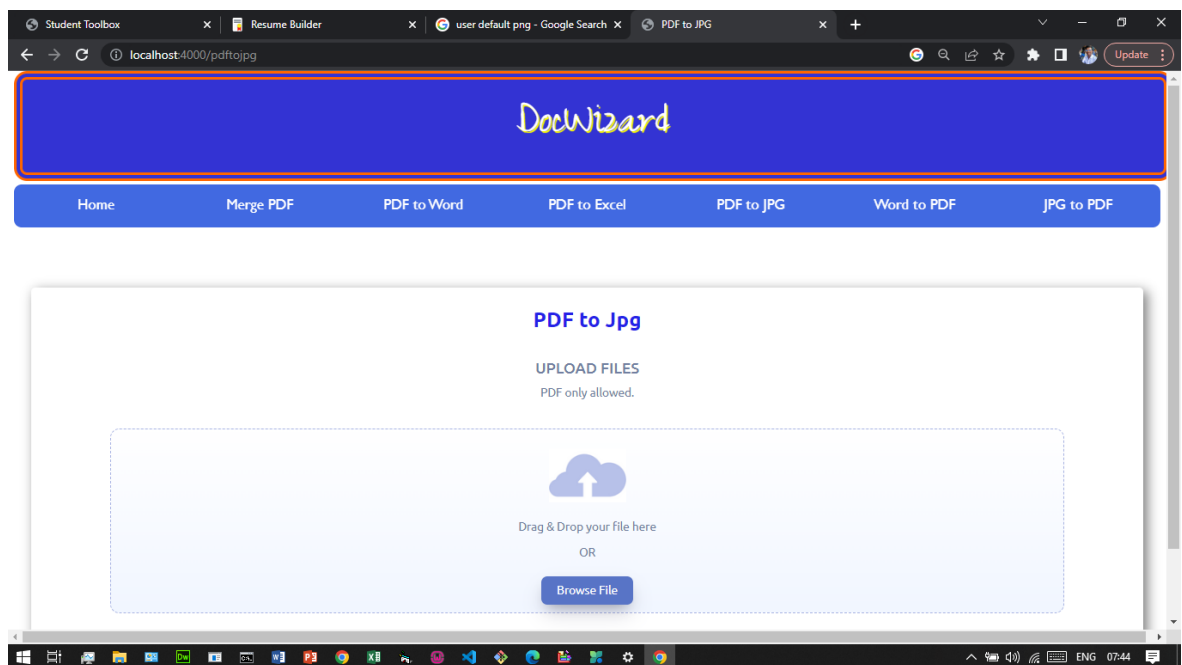 Student Toolbox
Resume Builder
user default png - Google Search
PDF to JPG
localhost:4000/pdftojpg
Update
DocWizard
Home Merge PDF PDF to Word PDF to Excel PDF to JPG Word to PDF JPG to PDF
PDF to Jpg
UPLOAD FILES
PDF only allowed.
Drag & Drop your file here
OR
Browse File
ENG 07:44